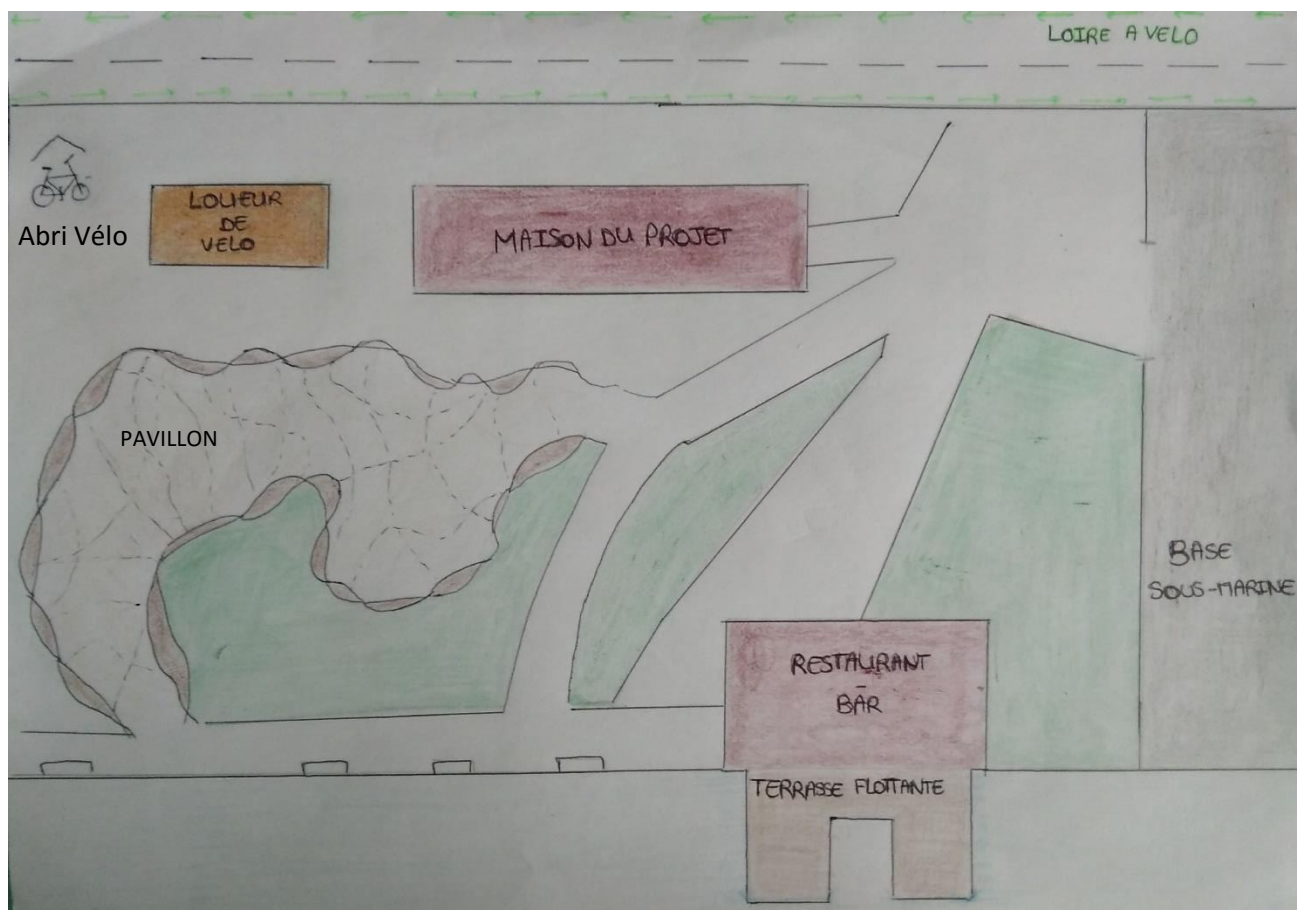 LOIRE A VELO
LOUEUR
DE
VELO
Abri Vélo
MAISON DU PROJET
PAVILLON
BASE
SOUS-MARINE
RESTAURANT
-
BAR
TERRASSE FLOTTANTE